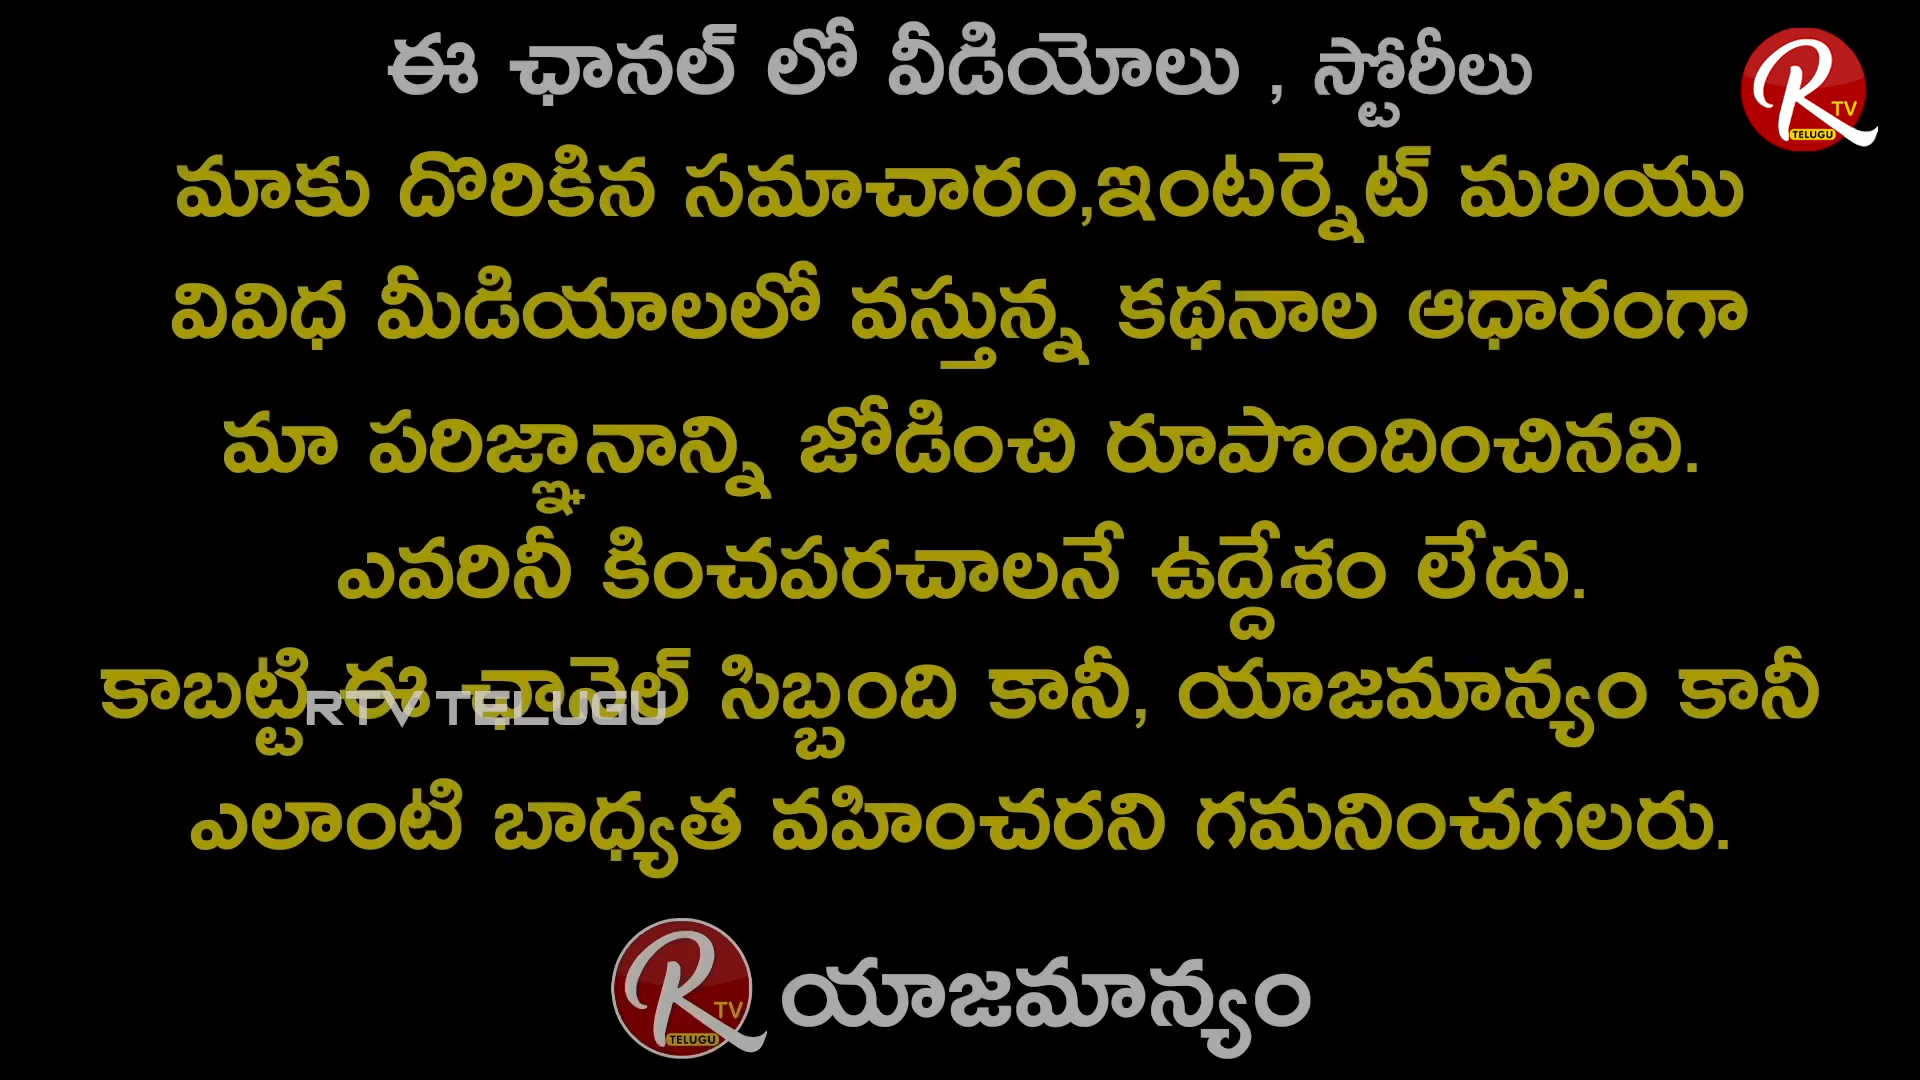 ఈ ఛానల్ లో వీడియోలు , స్టోరీలు
R TV TELUGU
మాకు దొరికిన సమాచారం,ఇంటర్నెట్ మరియు
వివిధ మీడియాలలో వస్తున్న కథనాల ఆధారంగా
మా పరిజ్ఞానాన్ని జోడించి రూపొందించినవి.
ఎవరినీ కించపరచాలనే ఉద్దేశం లేదు.
కాబట్టి ఈ ఛానెల్ సిబ్బంది కానీ, యాజమాన్యం కానీ
RTV TELUGU
ఎలాంటి బాధ్యత వహించరని గమనించగలరు.
R TV TELUGU యాజమాన్యం